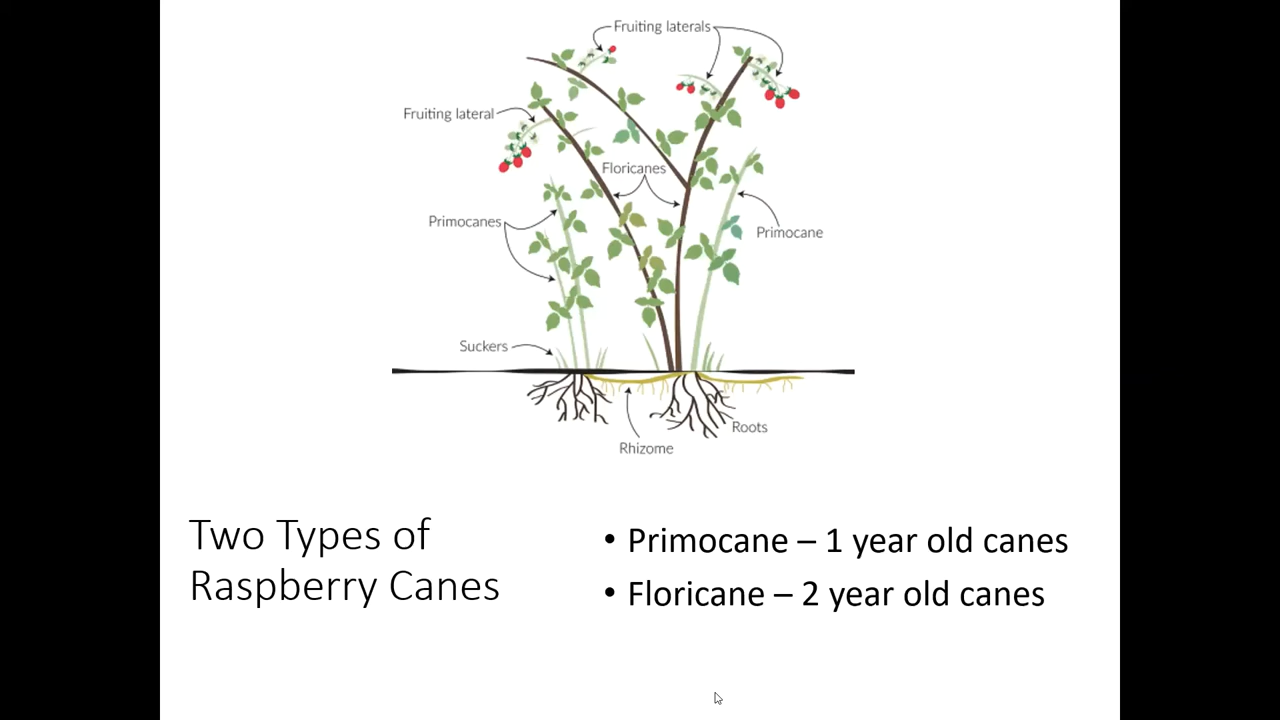 Fruiting laterals
Fruiting lateral
Floricanes
Primocanes
Primocane
Suckers
Roots
Rhizome
Two Types of
Raspberry Canes
• Primocane – 1 year old canes
• Floricane – 2 year old canes